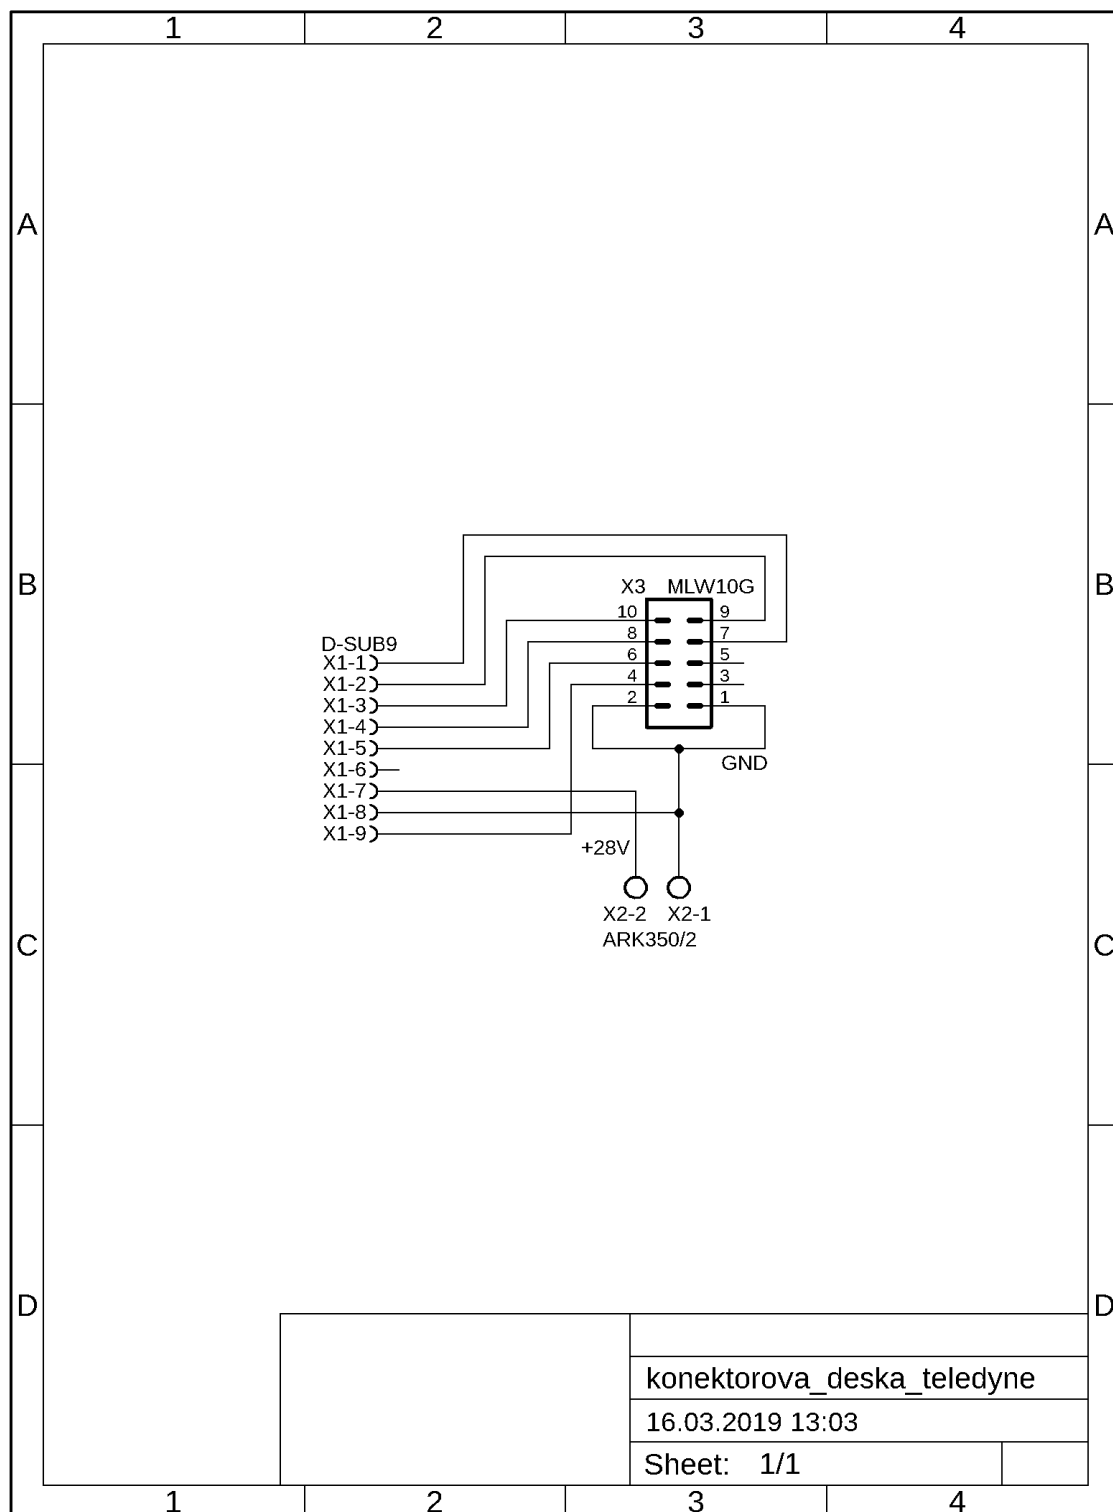 1 2 3 4
A A
B B
X3 MLW10G
10 9
8 7
D-SUB9
6 5
X1-1
4 3
X1-2
2 1
X1-3
X1-4
X1-5
GND
X1-6
X1-7
X1-8
X1-9
+28V
X2-2 X2-1
ARK350/2
C C
D D
konektorova_deska_teledyne
16.03.2019 13:03
Sheet: 1/1
1 2 3 4